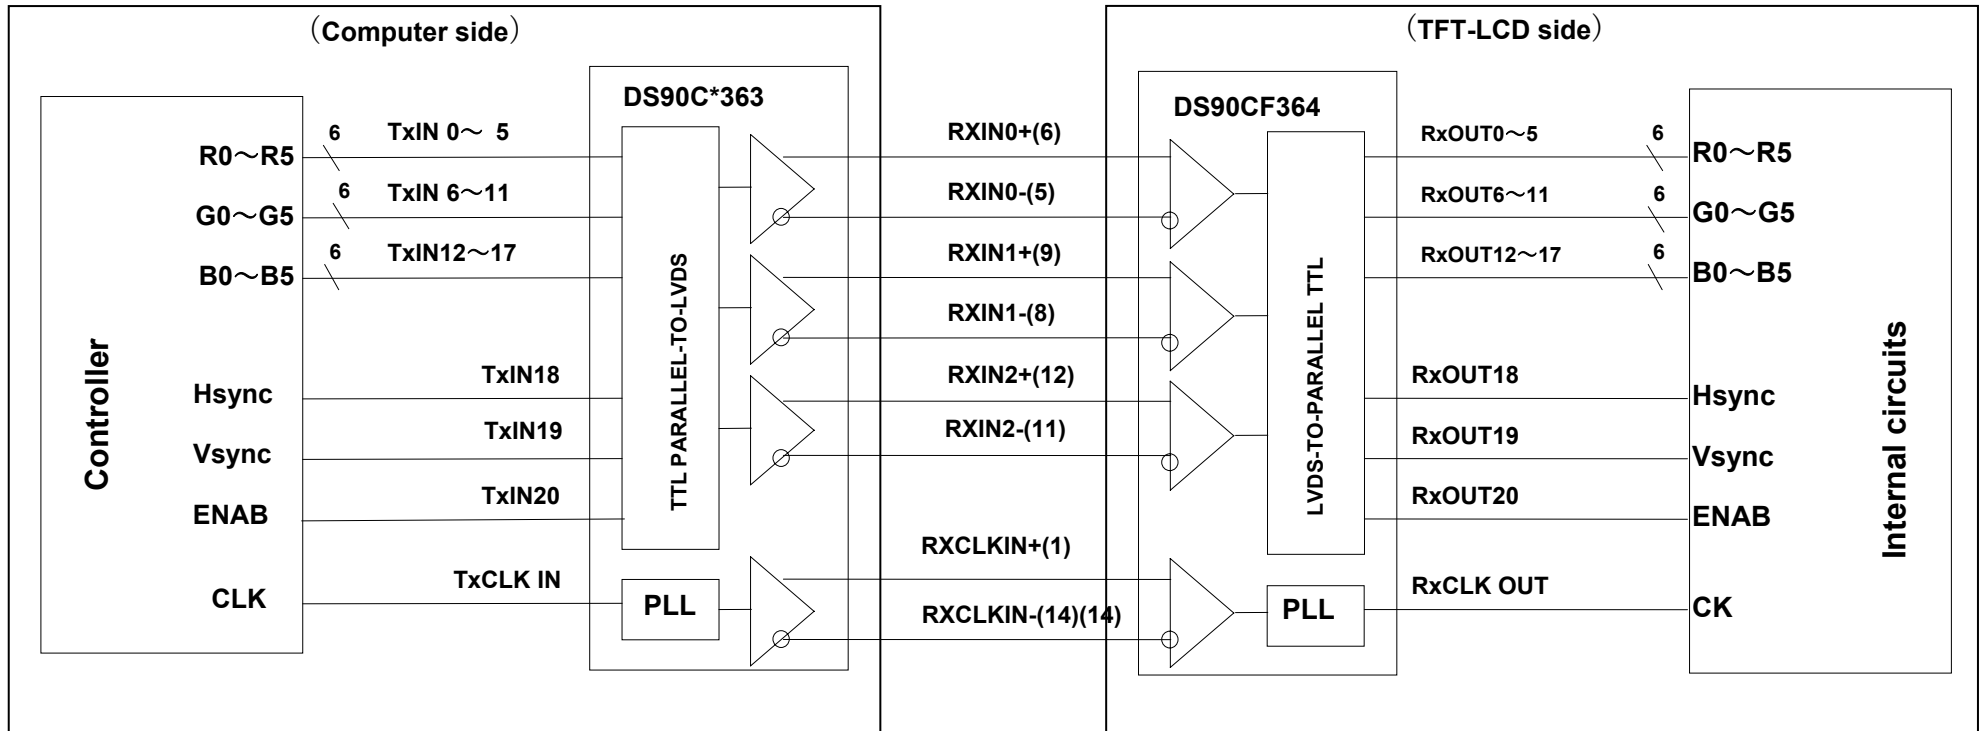 （Computer side）
（TFT-LCD side）
DS90C*363
DS90CF364
Controller
R0～R5
6
TxIN 0～ 5
G0～G5
6
TxIN 6～11
B0～B5
6
TxIN12～17
Hsync
TxIN18
Vsync
TxIN19
ENAB
TxIN20
CLK
TxCLK IN
TTL PARALLEL-TO-LVDS
PLL
RXIN0+(6)
RXIN0-(5)
RXIN1+(9)
RXIN1-(8)
RXIN2+(12)
RXIN2-(11)
RXCLKIN+(1)
RXCLKIN-(14)(14)
LVDS-TO-PARALLEL TTL
PLL
RxOUT0～5
6
R0～R5
RxOUT6～11
6
G0～G5
RxOUT12～17
6
B0～B5
RxOUT18
Hsync
RxOUT19
Vsync
RxOUT20
ENAB
RxCLK OUT
CK
Internal circuits